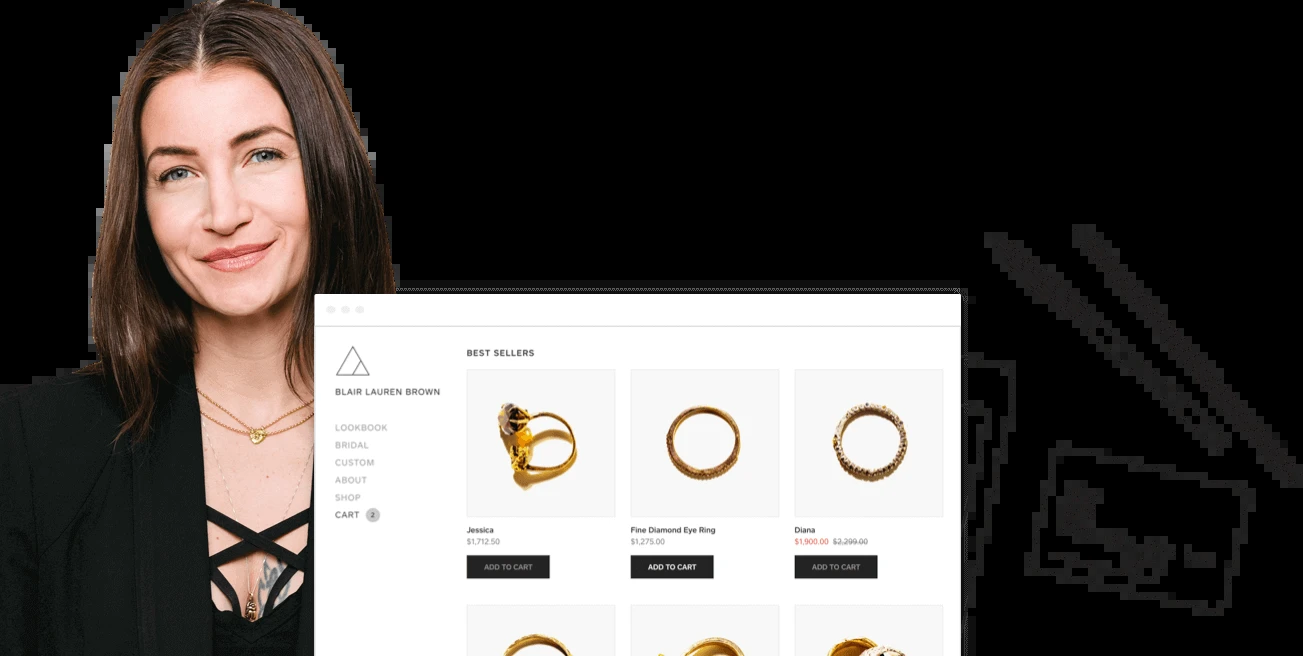 BLAIR LAUREN BROWN
LOOKBOOK
BRIDAL
CUSTOM
ABOUT
SHOP
CART 2
BEST SELLERS
Jessica
$1,712.50
ADD TO CART
Fine Diamond Eye Ring
$1,275.00
ADD TO CART
Diana
$1,900.00 $2,299.00
ADD TO CART